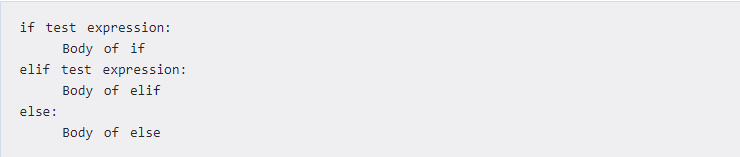 if test expression:
    Body of if
elif test expression:
    Body of elif
else:
    Body of else